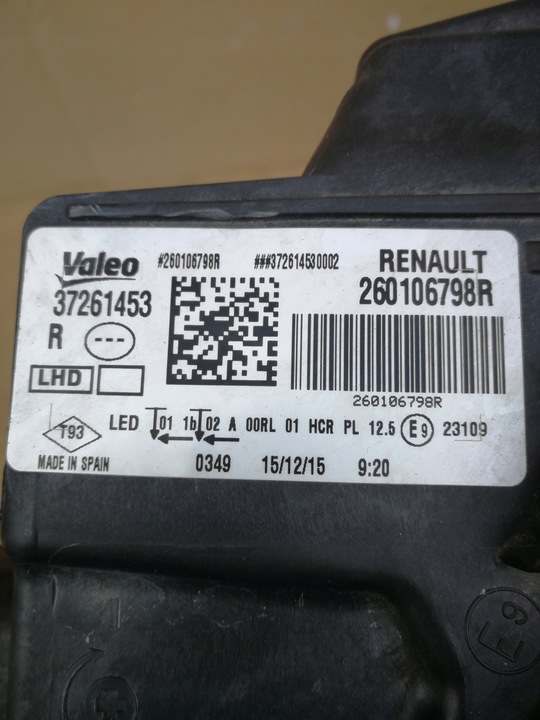 Valeo #260106798R ###372614530002 RENAULT
37261453 260106798R
R ---
LHD
260106798R
T93 LED 01 1b 02 A 00RL 01 HCR PL 12.5 E9 23109
MADE IN SPAIN 0349 15/12/15 9:20
E9